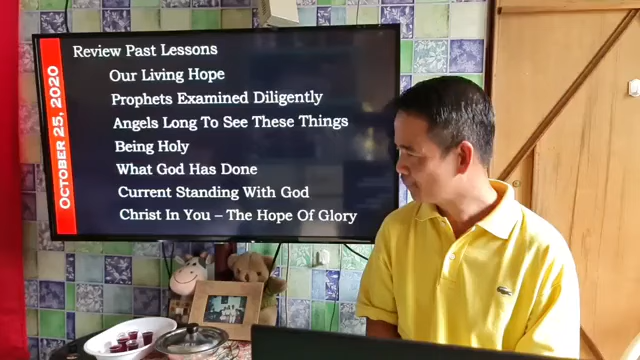 Review Past Lessons
Our Living Hope
Prophets Examined Diligently
Angels Long To See These Things
Being Holy
What God Has Done
Current Standing With God
Christ In You – The Hope Of Glory
OCTOBER 25, 2020